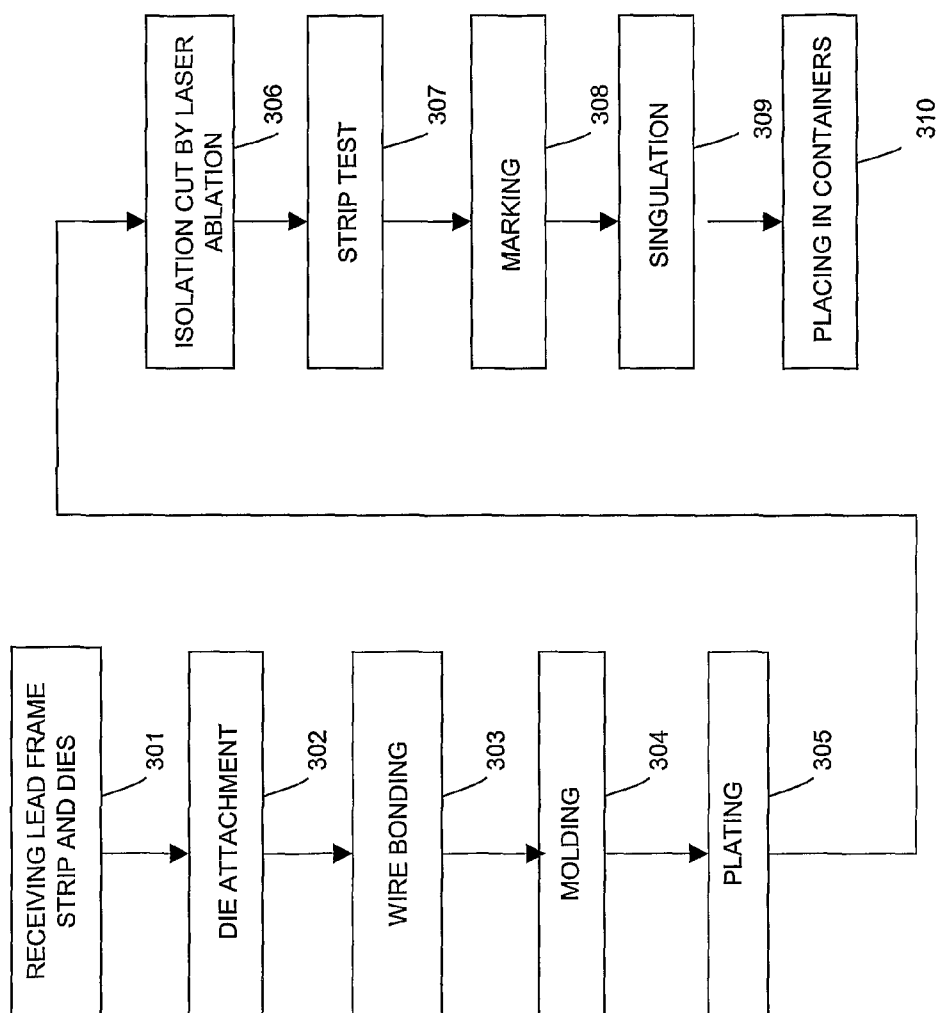 RECEIVING LEAD FRAME
STRIP AND DIES
301
DIE ATTACHMENT
302
WIRE BONDING
303
MOLDING
304
PLATING
305
ISOLATION CUT BY LASER
ABLATION
306
STRIP TEST
307
MARKING
308
SINGULATION
309
PLACING IN CONTAINERS
310